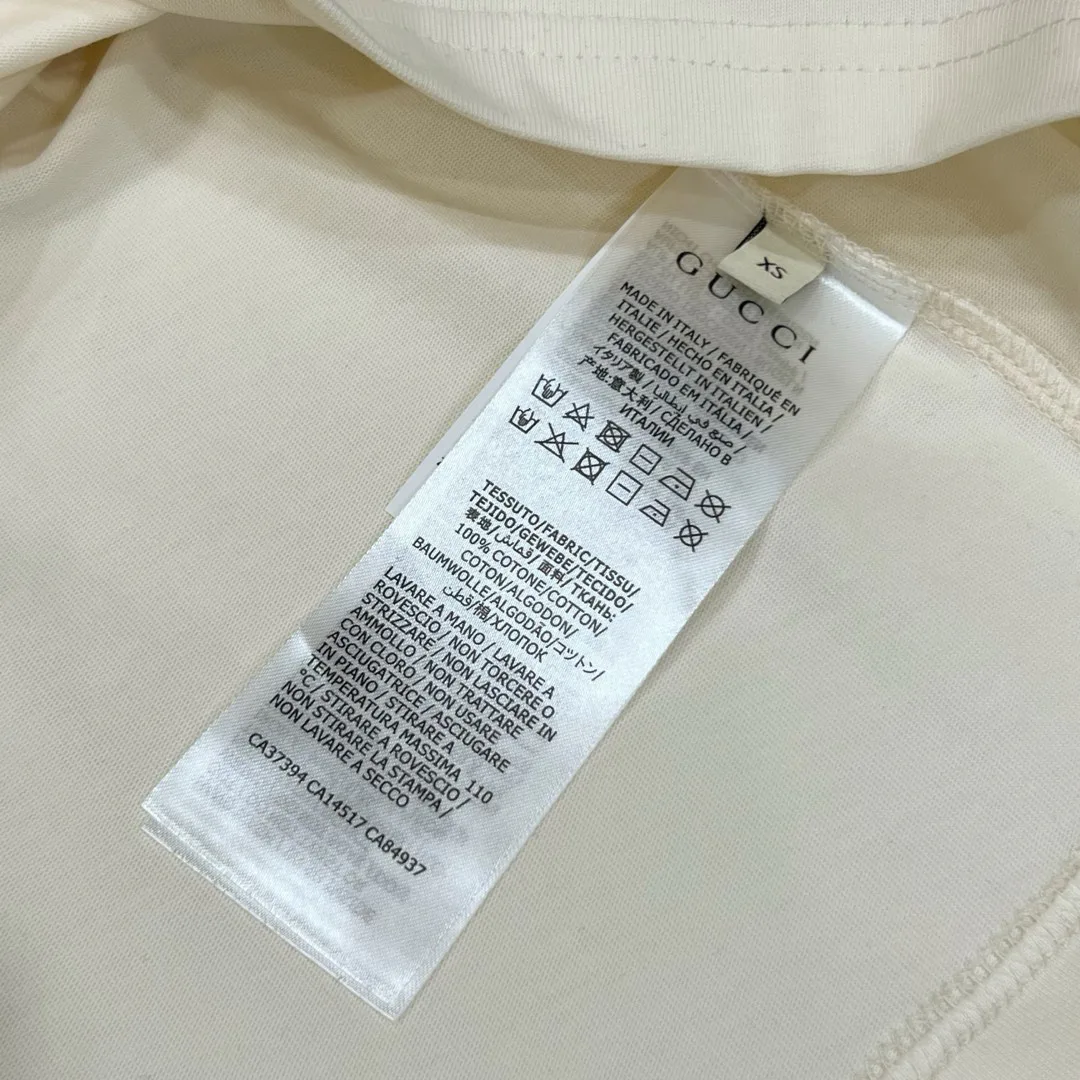 XS
GUCCI
MADE IN ITALY / FABRIQUÉ EN
ITALIE / HECHO EN ITALIA /
HERGESTELLT IN ITALIEN /
FABRICADO EM ITÁLIA /
イタリア製 / صنع في إيطاليا /
产地:意大利 / СДЕЛАНО В
ИТАЛИИ
TESSUTO/FABRIC/TISSU/
TEJIDO/GEWEBE/TECIDO/
表地/قماش/面料/ТКАНЬ:
100% COTONE/COTTON/
COTON/ALGODON/
BAUMWOLLE/ALGODÃO/コットン/
قطن/棉/ХЛОПОК
LAVARE A MANO / LAVARE A
ROVESCIO / NON TORCERE O
STRIZZARE / NON LASCIARE IN
AMMOLLO / NON TRATTARE
CON CLORO / NON USARE
ASCIUGATRICE / ASCIUGARE
IN PIANO / STIRARE A
TEMPERATURA MASSIMA 110
°C / STIRARE A ROVESCIO /
NON STIRARE LA STAMPA /
NON LAVARE A SECCO
CA37394 CA14517 CA84937